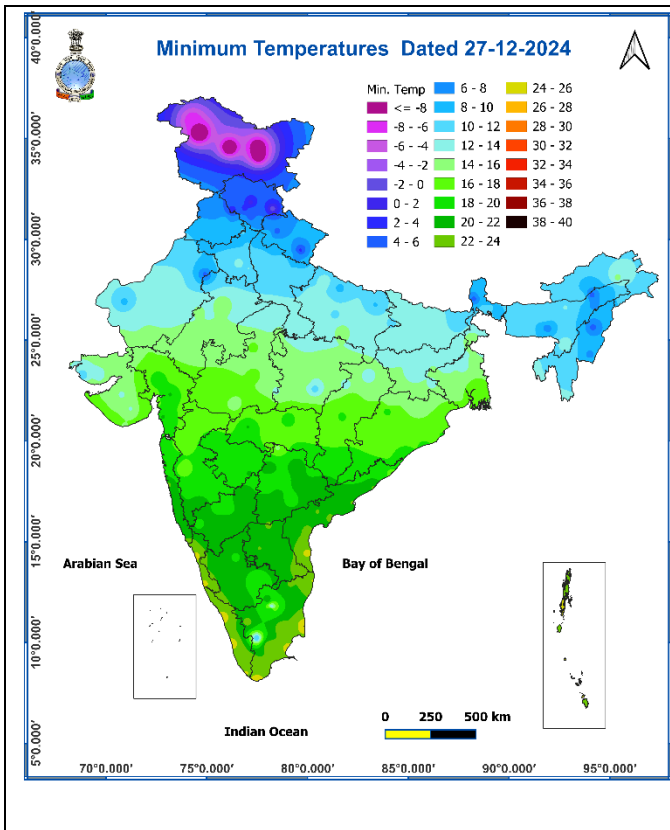 Minimum Temperatures Dated 27-12-2024
Min. Temp
<= -8
-8 - -6
-6 - -4
-4 - -2
-2 - 0
0 - 2
2 - 4
4 - 6
6 - 8
8 - 10
10 - 12
12 - 14
14 - 16
16 - 18
18 - 20
20 - 22
22 - 24
24 - 26
26 - 28
28 - 30
30 - 32
32 - 34
34 - 36
36 - 38
38 - 40
40°0.000'
35°0.000'
30°0.000'
25°0.000'
20°0.000'
15°0.000'
10°0.000'
5°0.000'
Arabian Sea
Bay of Bengal
Indian Ocean
0 250 500 km
70°0.000' 75°0.000' 80°0.000' 85°0.000' 90°0.000' 95°0.000'